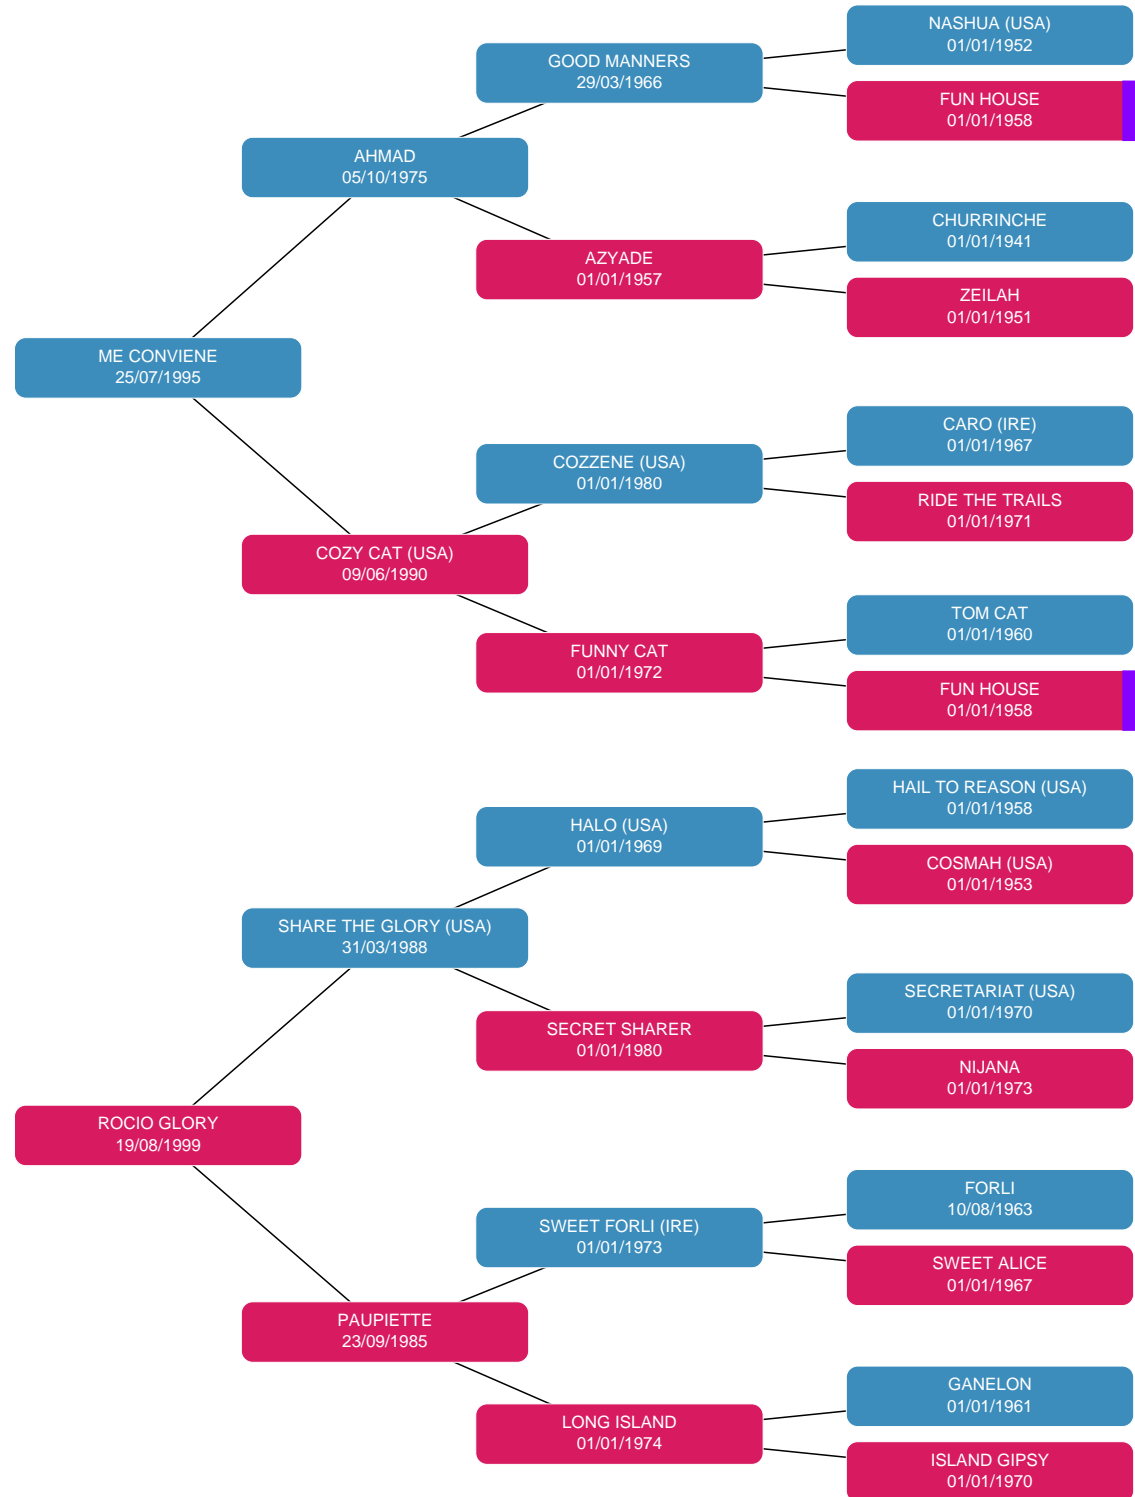 NASHUA (USA)
01/01/1952
GOOD MANNERS
29/03/1966
FUN HOUSE
01/01/1958
AHMAD
05/10/1975
CHURRINCHE
01/01/1941
AZYADE
01/01/1957
ZEILAH
01/01/1951
ME CONVIENE
25/07/1995
CARO (IRE)
01/01/1967
COZZENE (USA)
01/01/1980
RIDE THE TRAILS
01/01/1971
COZY CAT (USA)
09/06/1990
TOM CAT
01/01/1960
FUNNY CAT
01/01/1972
FUN HOUSE
01/01/1958
HAIL TO REASON (USA)
01/01/1958
HALO (USA)
01/01/1969
COSMAH (USA)
01/01/1953
SHARE THE GLORY (USA)
31/03/1988
SECRETARIAT (USA)
01/01/1970
SECRET SHARER
01/01/1980
NIJANA
01/01/1973
ROCIO GLORY
19/08/1999
FORLI
10/08/1963
SWEET FORLI (IRE)
01/01/1973
SWEET ALICE
01/01/1967
PAUPIETTE
23/09/1985
GANELON
01/01/1961
LONG ISLAND
01/01/1974
ISLAND GIPSY
01/01/1970